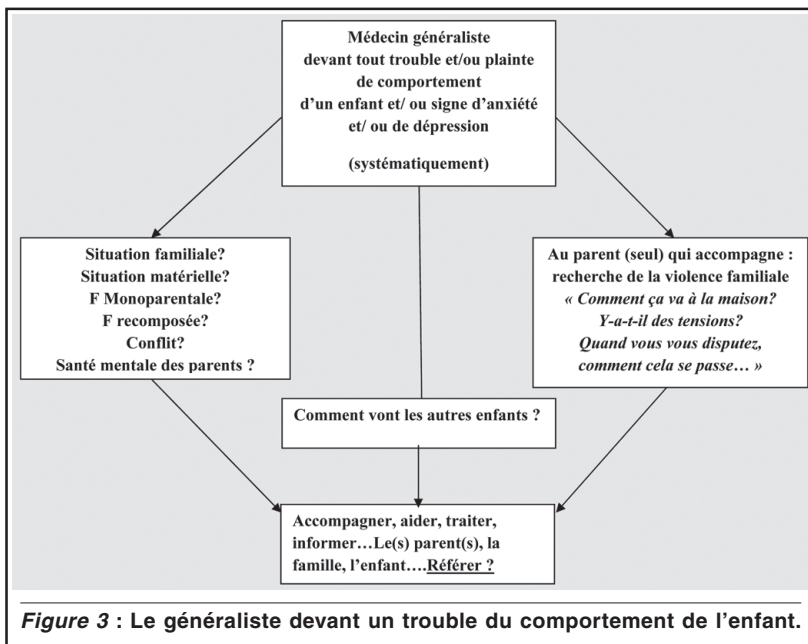 Médecin généraliste
devant tout trouble et/ou plainte
de comportement
d'un enfant et/ ou signe d'anxiété
et/ ou de dépression
(systématiquement)
Situation familiale?
Situation matérielle?
F Monoparentale?
F recomposée?
Conflit?
Santé mentale des parents ?
Au parent (seul) qui accompagne :
recherche de la violence familiale
« Comment ça va à la maison?
Y-a-t-il des tensions?
Quand vous vous disputez,
comment cela se passe… »
Comment vont les autres enfants ?
Accompagner, aider, traiter,
informer…Le(s) parent(s), la
famille, l'enfant….Référer ?
Figure 3 : Le généraliste devant un trouble du comportement de l'enfant.